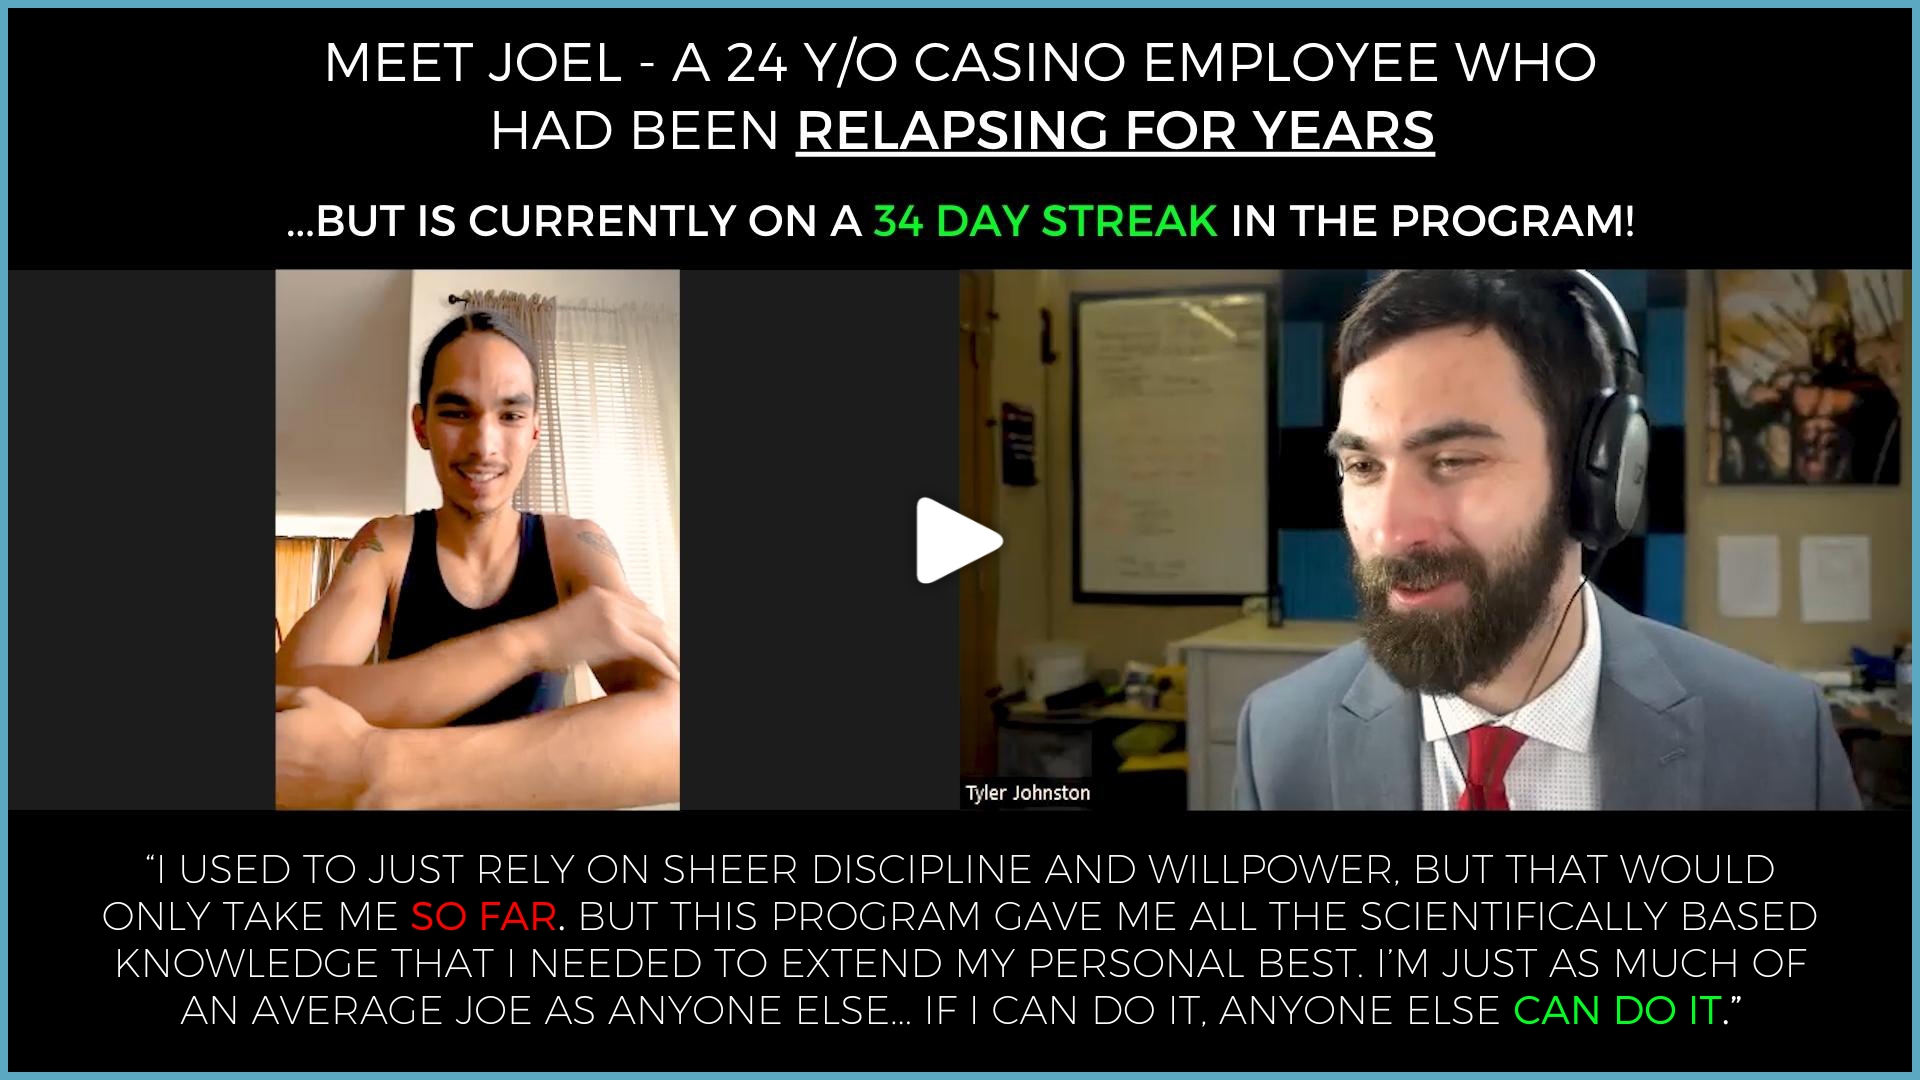 MEET JOEL - A 24 Y/O CASINO EMPLOYEE WHO
HAD BEEN RELAPSING FOR YEARS
...BUT IS CURRENTLY ON A 34 DAY STREAK IN THE PROGRAM!
Tyler Johnston
“I USED TO JUST RELY ON SHEER DISCIPLINE AND WILLPOWER, BUT THAT WOULD
ONLY TAKE ME SO FAR. BUT THIS PROGRAM GAVE ME ALL THE SCIENTIFICALLY BASED
KNOWLEDGE THAT I NEEDED TO EXTEND MY PERSONAL BEST. I’M JUST AS MUCH OF
AN AVERAGE JOE AS ANYONE ELSE... IF I CAN DO IT, ANYONE ELSE CAN DO IT.”